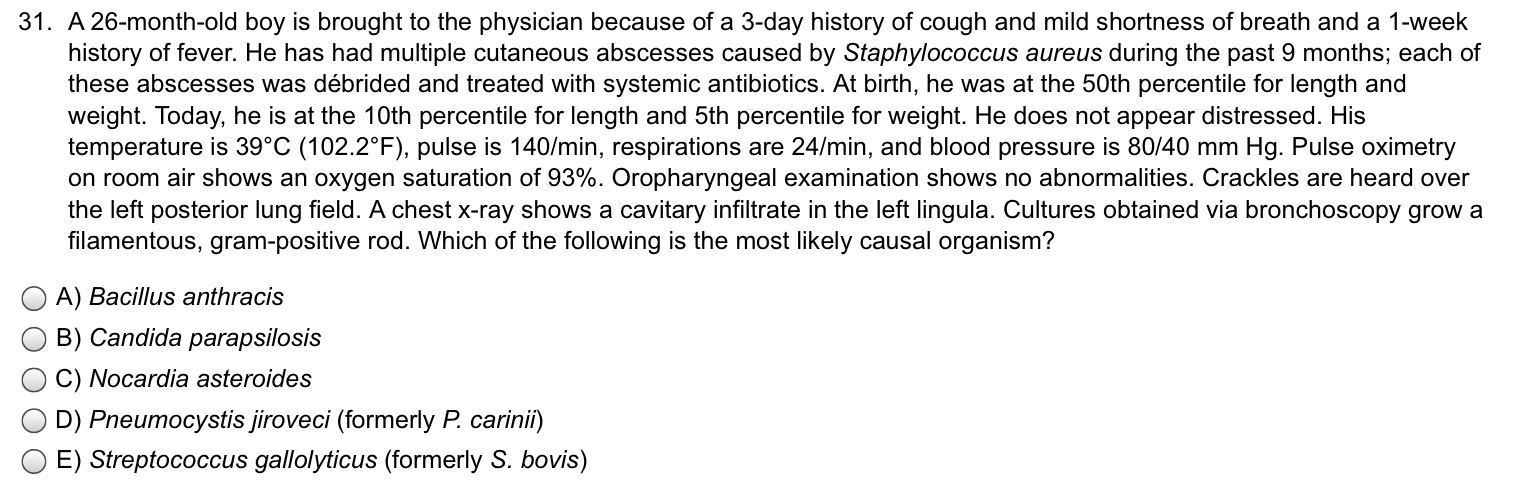 31. A 26-month-old boy is brought to the physician because of a 3-day history of cough and mild shortness of breath and a 1-week
history of fever. He has had multiple cutaneous abscesses caused by Staphylococcus aureus during the past 9 months; each of
these abscesses was débrided and treated with systemic antibiotics. At birth, he was at the 50th percentile for length and
weight. Today, he is at the 10th percentile for length and 5th percentile for weight. He does not appear distressed. His
temperature is 39°C (102.2°F), pulse is 140/min, respirations are 24/min, and blood pressure is 80/40 mm Hg. Pulse oximetry
on room air shows an oxygen saturation of 93%. Oropharyngeal examination shows no abnormalities. Crackles are heard over
the left posterior lung field. A chest x-ray shows a cavitary infiltrate in the left lingula. Cultures obtained via bronchoscopy grow a
filamentous, gram-positive rod. Which of the following is the most likely causal organism?
A) Bacillus anthracis
B) Candida parapsilosis
C) Nocardia asteroides
D) Pneumocystis jiroveci (formerly P. carinii)
E) Streptococcus gallolyticus (formerly S. bovis)